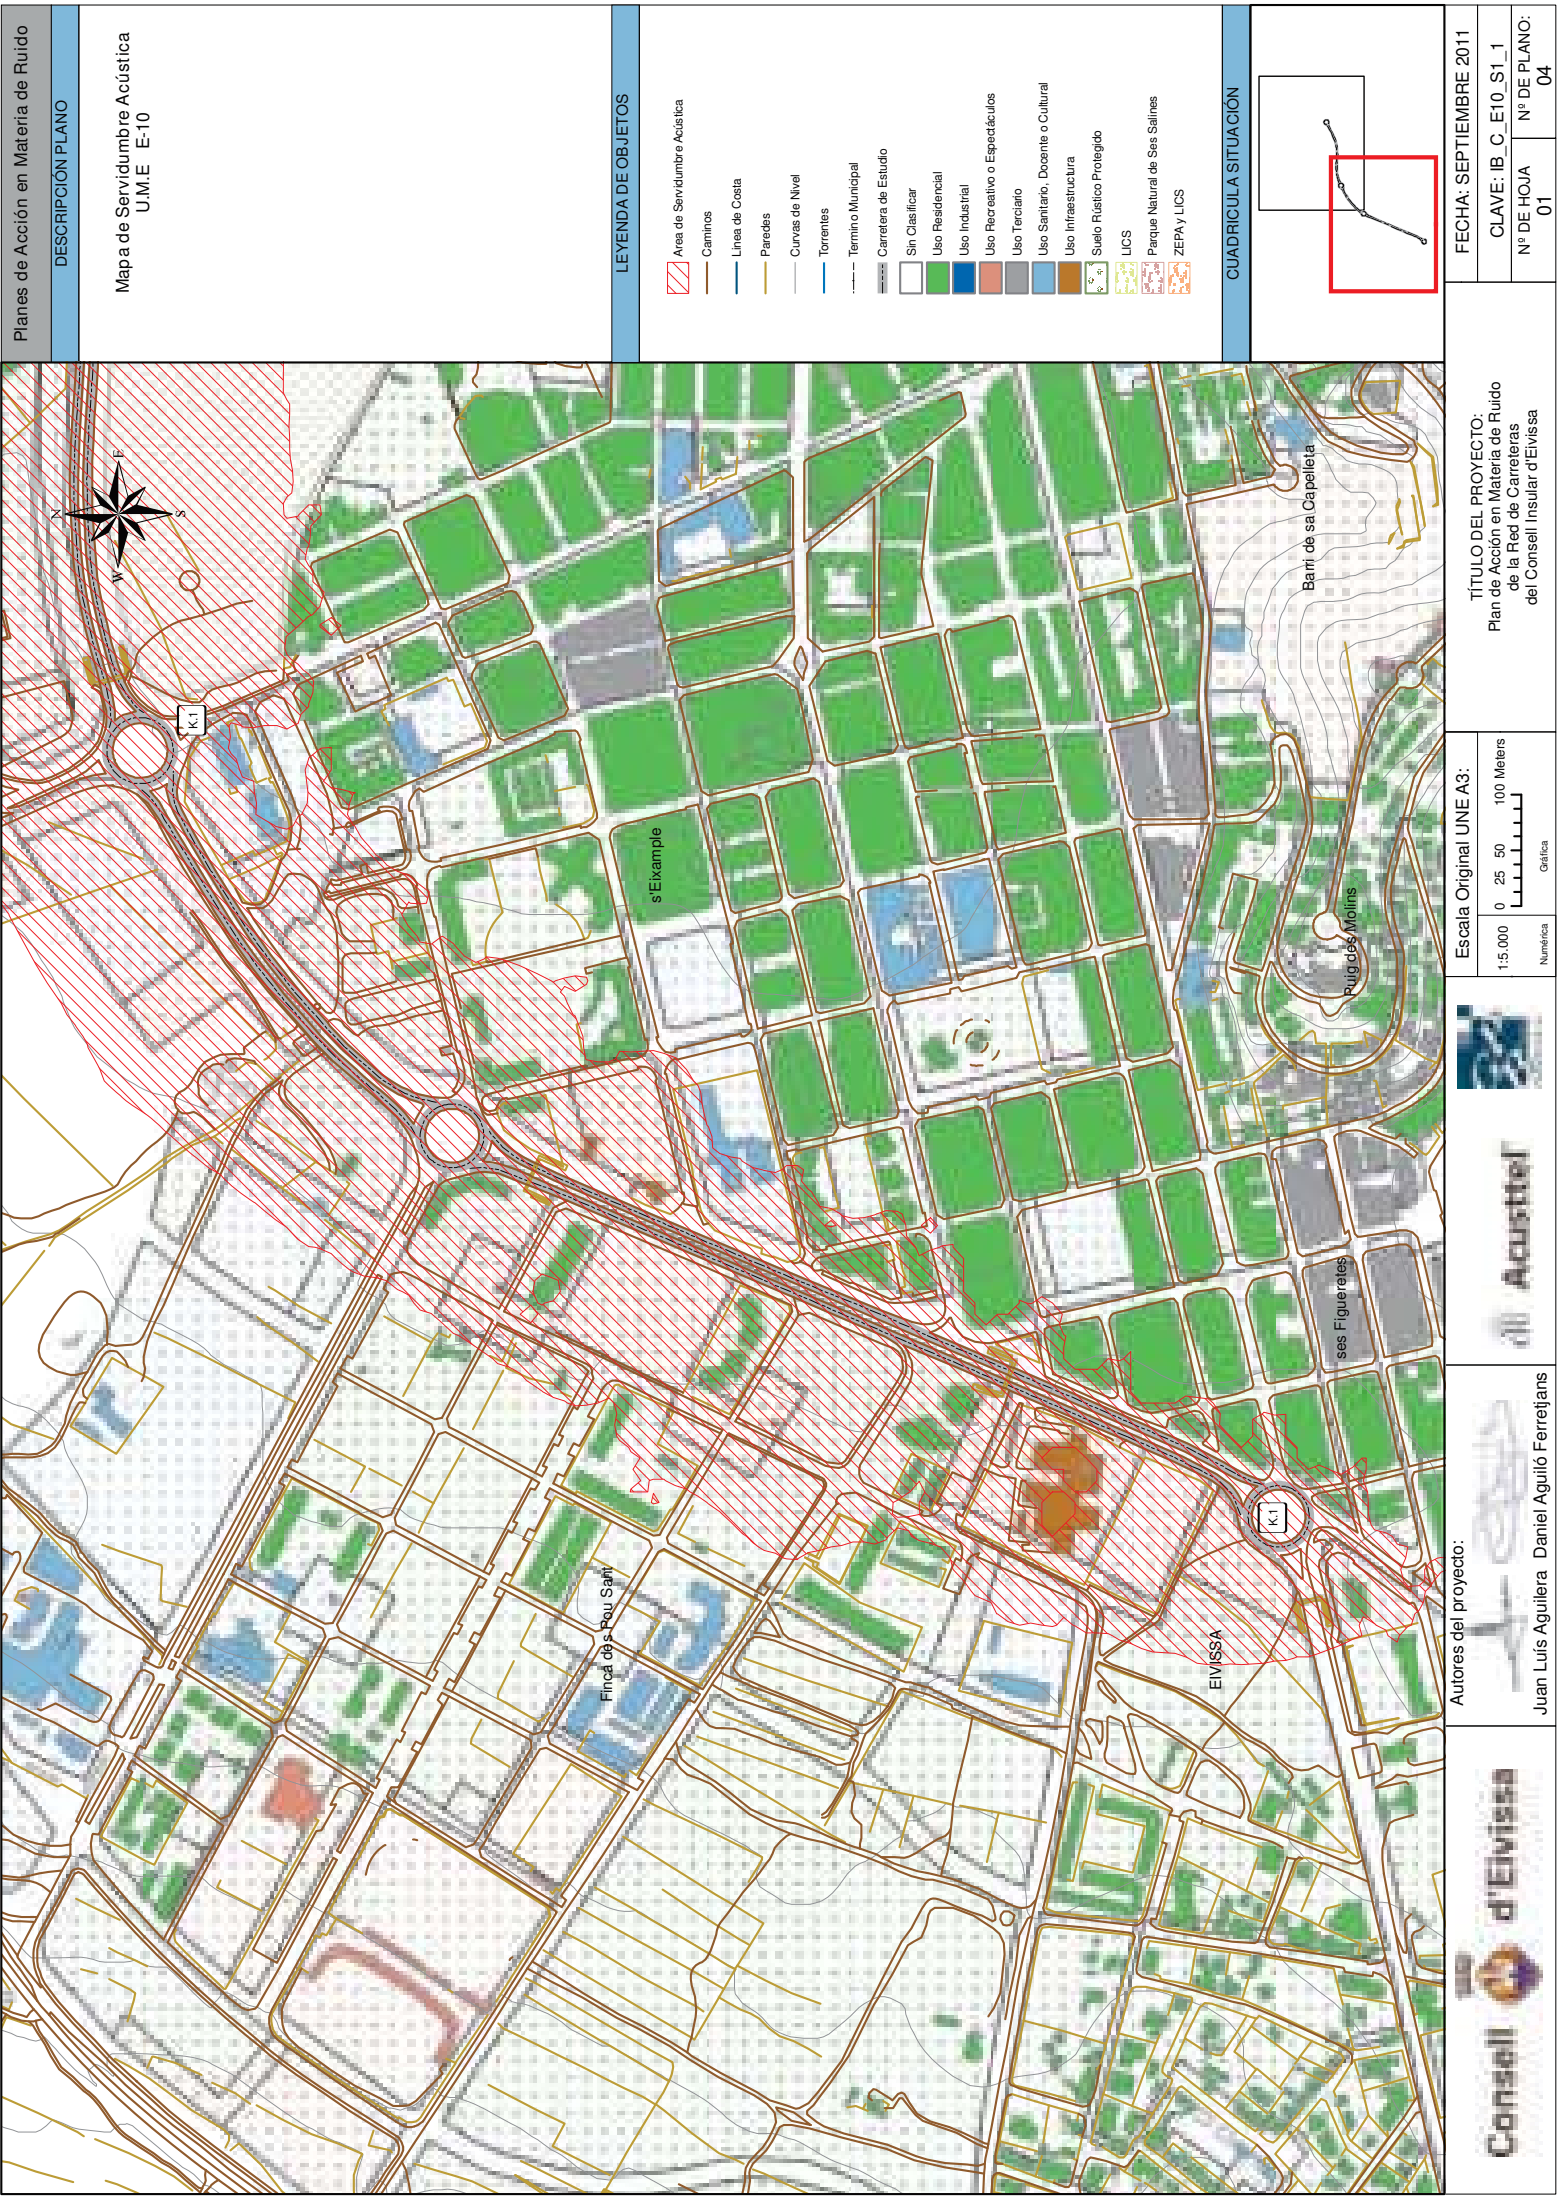 Planes de Acción en Materia de Ruido
DESCRIPCIÓN PLANO
Mapa de Servidumbre Acústica
U.M.E E-10
LEYENDA DE OBJETOS
Area de Servidumbre Acústica
Caminos
Linea de Costa
Paredes
Curvas de Nivel
Torrentes
Termino Municipal
Carretera de Estudio
Sin Clasificar
Uso Residencial
Uso Industrial
Uso Recreativo o Espectáculos
Uso Terciario
Uso Sanitario, Docente o Cultural
Uso Infraestructura
Suelo Rústico Protegido
LICS
Parque Natural de Ses Salines
ZEPA y LICS
CUADRICULA SITUACIÓN
FECHA: SEPTIEMBRE 2011
CLAVE: IB_C_E10_S1_1
Nº DE HOJA
01
Nº DE PLANO:
04
N
E
S
W
K.1
s'Eixample
Barri de sa Capelleta
Puig des Molins
ses Figueretes
Finca des Pou Sant
EIVISSA
K.1
TÍTULO DEL PROYECTO:
Plan de Acción en Materia de Ruido
de la Red de Carreteras
del Consell Insular d'Eivissa
Escala Original UNE A3:
1:5.000
Numérica
0 25 50 100 Meters
Gráfica
Acusttel
Autores del proyecto:
Juan Luís Aguilera Daniel Aguiló Ferretjans
Consell d'Eivissa